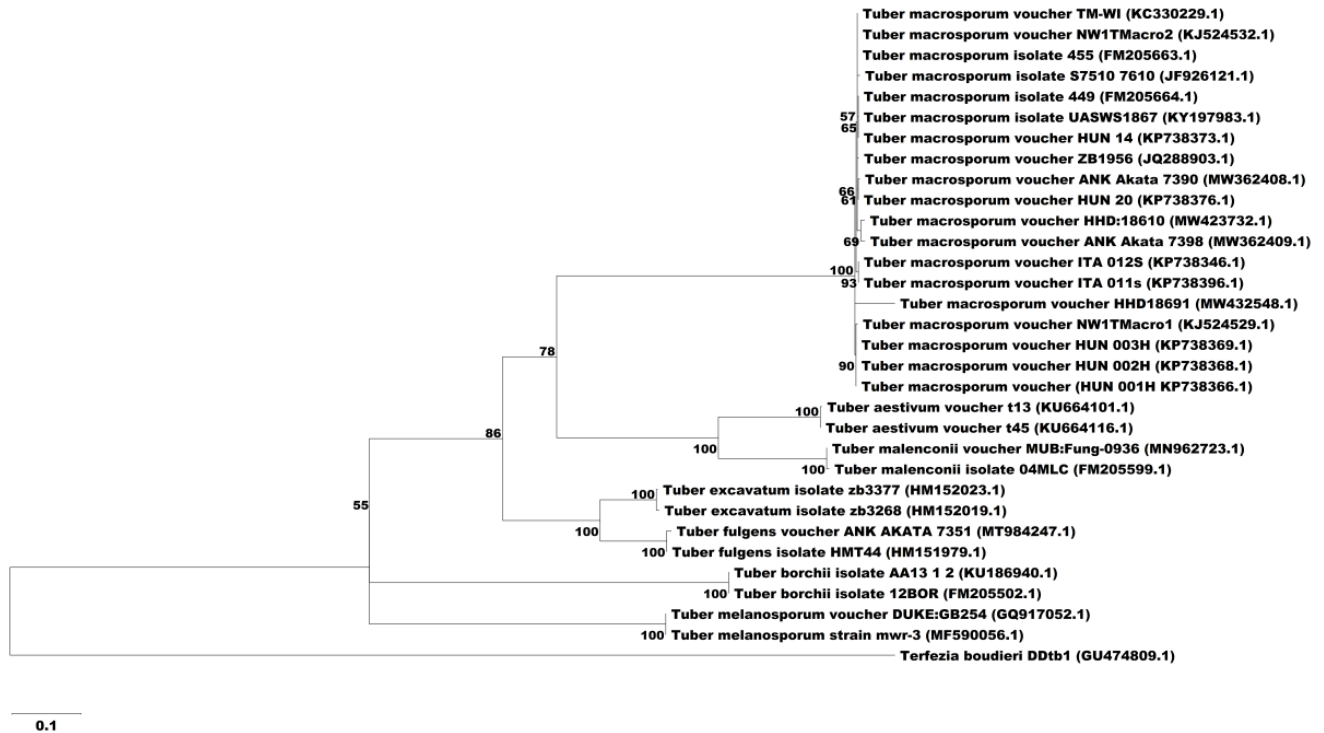 Tuber macrosporum voucher TM-WI (KC330229.1)
Tuber macrosporum voucher NW1TMacro2 (KJ524532.1)
Tuber macrosporum isolate 455 (FM205663.1)
Tuber macrosporum isolate S7510 7610 (JF926121.1)
Tuber macrosporum isolate 449 (FM205664.1)
57
Tuber macrosporum isolate UASWS1867 (KY197983.1)
65
Tuber macrosporum voucher HUN 14 (KP738373.1)
Tuber macrosporum voucher ZB1956 (JQ288903.1)
Tuber macrosporum voucher ANK Akata 7390 (MW362408.1)
66
61
Tuber macrosporum voucher HUN 20 (KP738376.1)
Tuber macrosporum voucher HHD:18610 (MW423732.1)
69
Tuber macrosporum voucher ANK Akata 7398 (MW362409.1)
Tuber macrosporum voucher ITA 012S (KP738346.1)
100
93
Tuber macrosporum voucher ITA 011s (KP738396.1)
Tuber macrosporum voucher HHD18691 (MW432548.1)
Tuber macrosporum voucher NW1TMacro1 (KJ524529.1)
78
Tuber macrosporum voucher HUN 003H (KP738369.1)
90
Tuber macrosporum voucher HUN 002H (KP738368.1)
Tuber macrosporum voucher (HUN 001H KP738366.1)
100
Tuber aestivum voucher t13 (KU664101.1)
Tuber aestivum voucher t45 (KU664116.1)
86
100
Tuber malenconii voucher MUB:Fung-0936 (MN962723.1)
100
Tuber malenconii isolate 04MLC (FM205599.1)
100
Tuber excavatum isolate zb3377 (HM152023.1)
55
Tuber excavatum isolate zb3268 (HM152019.1)
100
Tuber fulgens voucher ANK AKATA 7351 (MT984247.1)
100
Tuber fulgens isolate HMT44 (HM151979.1)
Tuber borchii isolate AA13 1 2 (KU186940.1)
100
Tuber borchii isolate 12BOR (FM205502.1)
Tuber melanosporum voucher DUKE:GB254 (GQ917052.1)
100
Tuber melanosporum strain mwr-3 (MF590056.1)
Terfezia boudieri DDtb1 (GU474809.1)
0.1